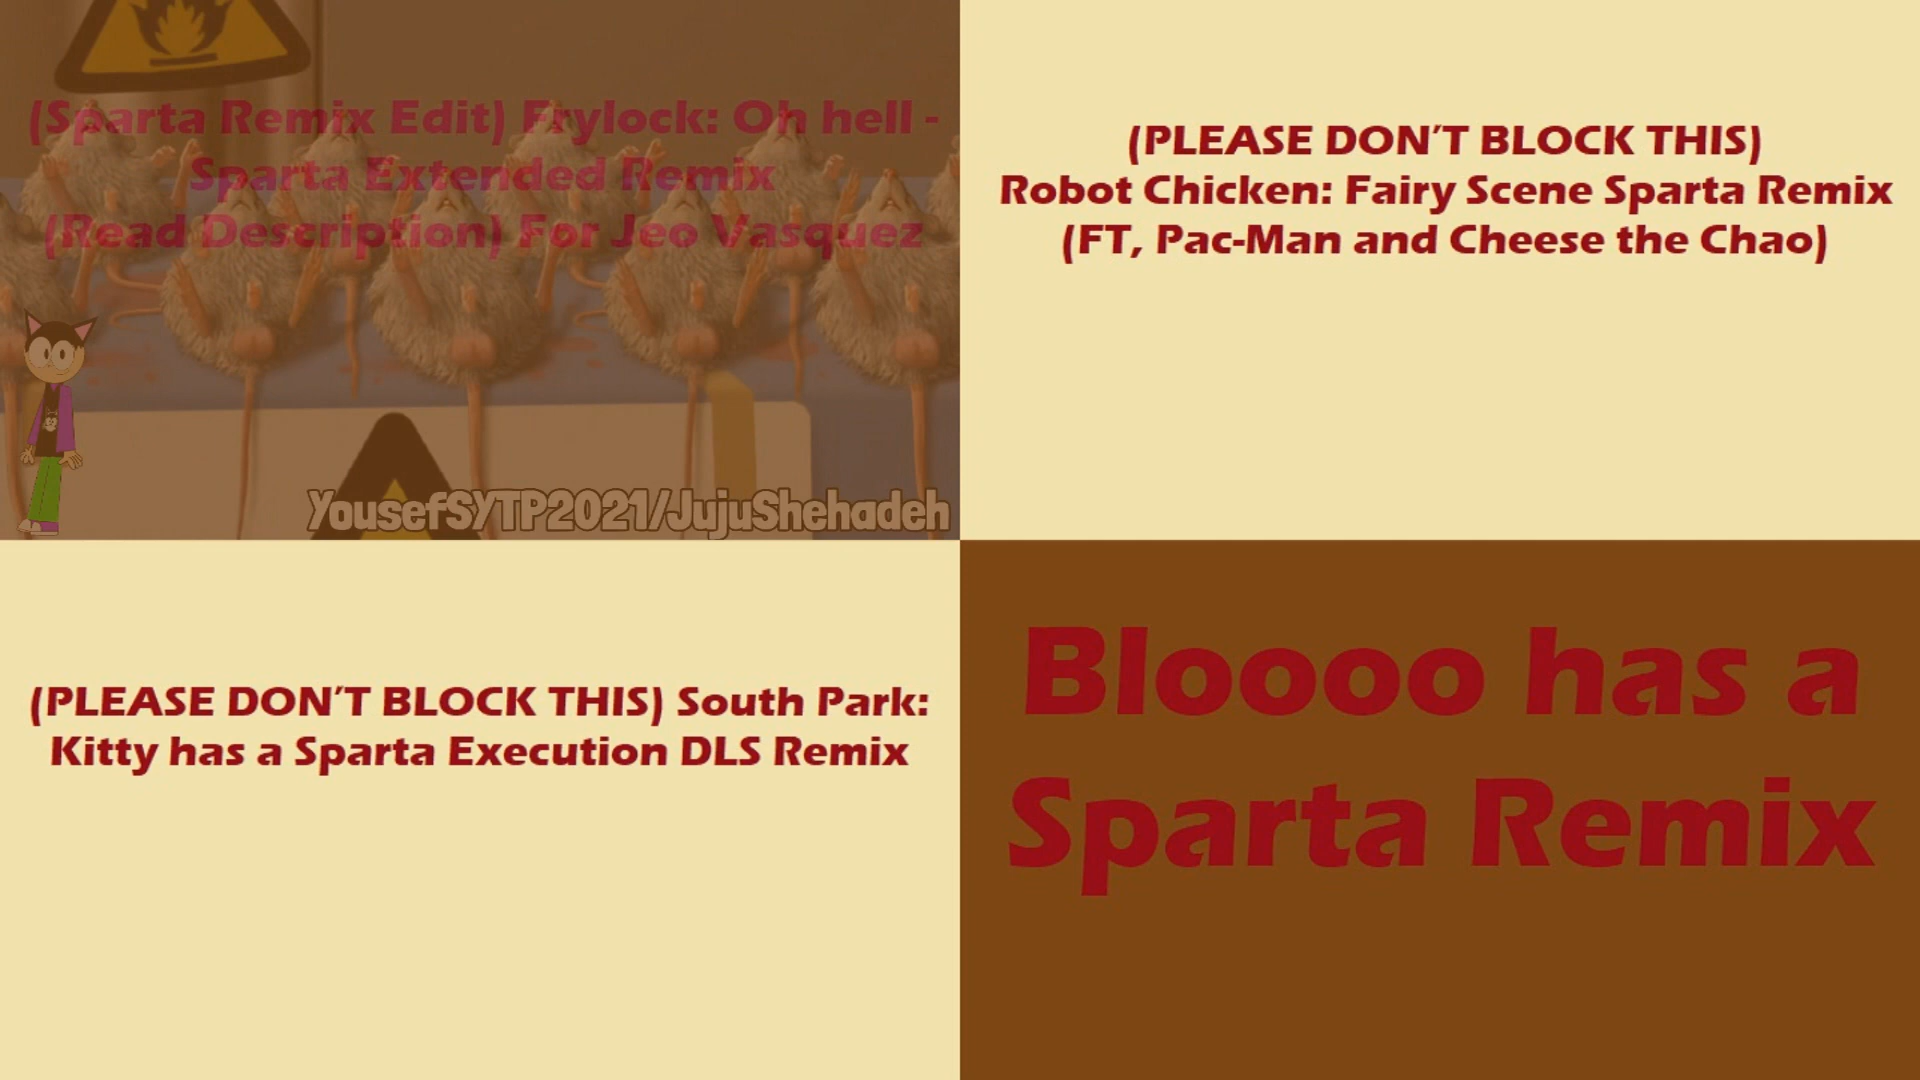 (Sparta Remix Edit) Frylock: Oh hell -
Sparta Extended Remix
(Read Description) For Jeo Vasquez
YousefSYTP2021/JujuShehadeh
(PLEASE DON'T BLOCK THIS)
Robot Chicken: Fairy Scene Sparta Remix
(FT, Pac-Man and Cheese the Chao)
(PLEASE DON'T BLOCK THIS) South Park:
Kitty has a Sparta Execution DLS Remix
Bloooo has a
Sparta Remix